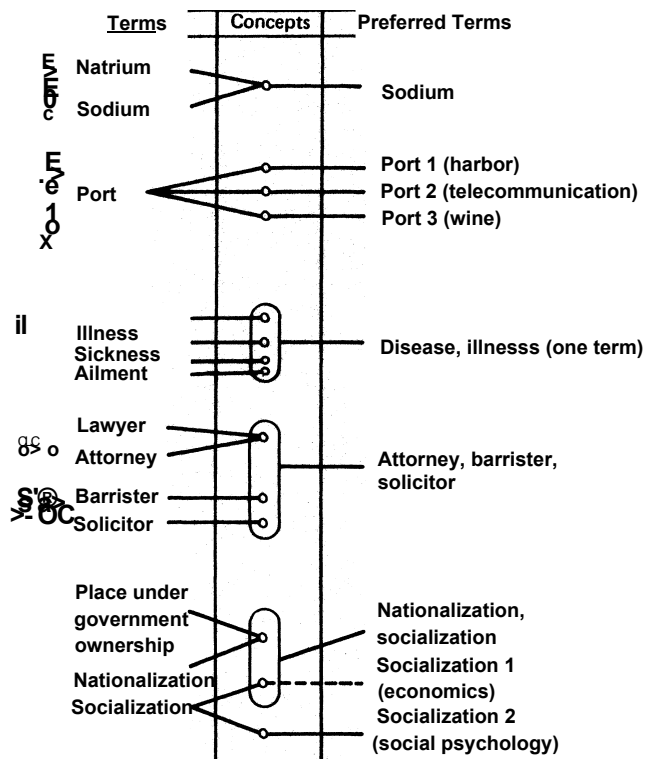 Terms Concepts Preferred Terms
Natrium
Sodium
Sodium
Port
Port 1 (harbor)
Port 2 (telecommunication)
Port 3 (wine)
Illness
Sickness
Ailment
Disease, illnesss (one term)
Lawyer
Attorney
Barrister
Solicitor
Attorney, barrister,
solicitor
Place under
government
ownership
Nationalization
Socialization
Nationalization,
socialization
Socialization 1
(economics)
Socialization 2
(social psychology)